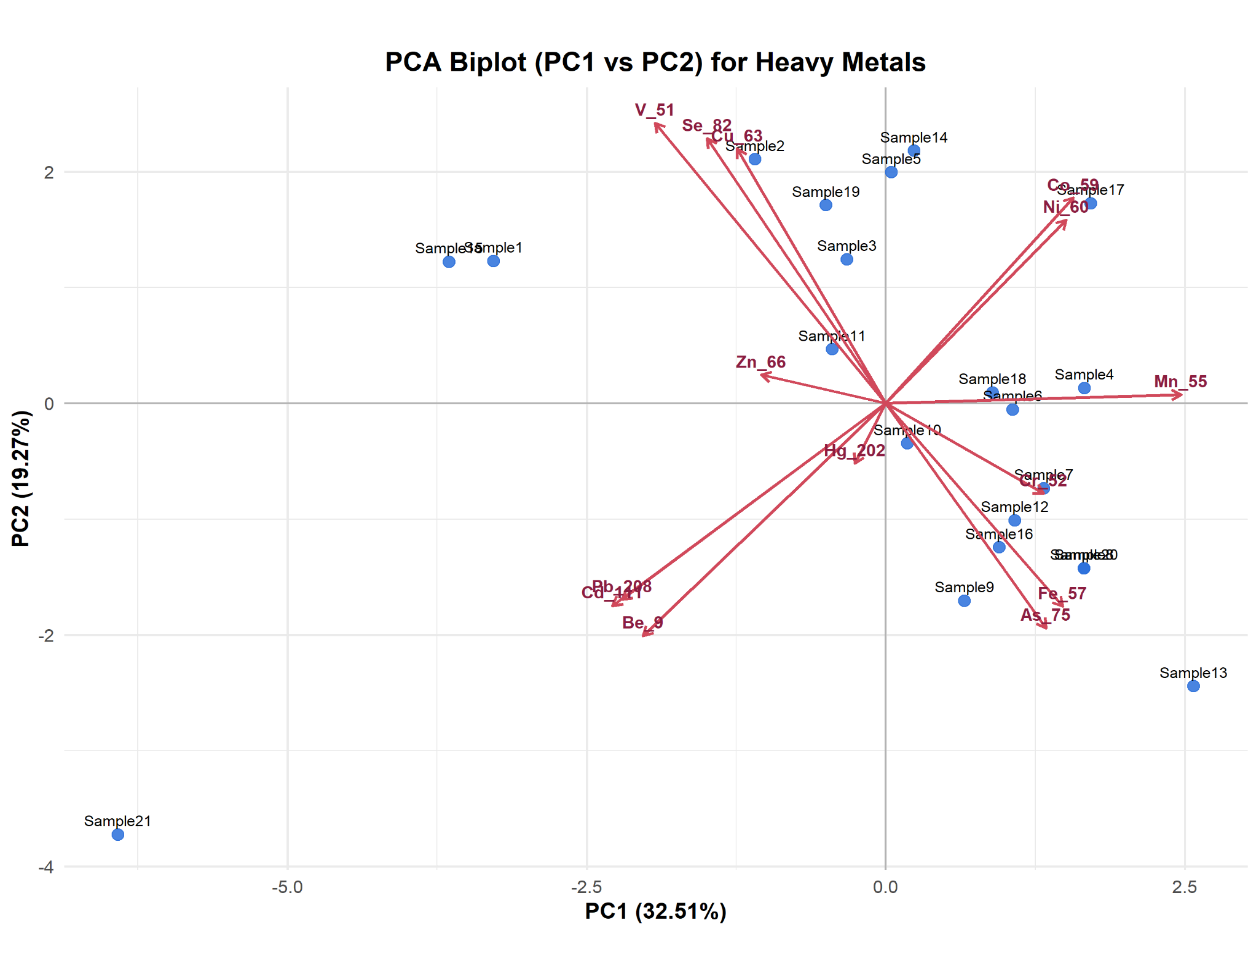 PCA Biplot (PC1 vs PC2) for Heavy Metals
V_51
Se_82
Cu_63
Sample2
Sample14
Sample5
Co_59
Sample17
Ni_60
Sample19
Sample15
Sample1
Sample3
Sample11
Zn_66
Sample18
Sample4
Mn_55
Sample6
Sample10
Hg_202
Sample7
Cr_52
Sample12
Sample16
Sample20
Pb_208
Cd_111
Sample9
Fe_57
As_75
Be_9
Sample13
Sample21
2
0
-2
-4
-5.0
-2.5
0.0
2.5
PC1 (32.51%)
PC2 (19.27%)